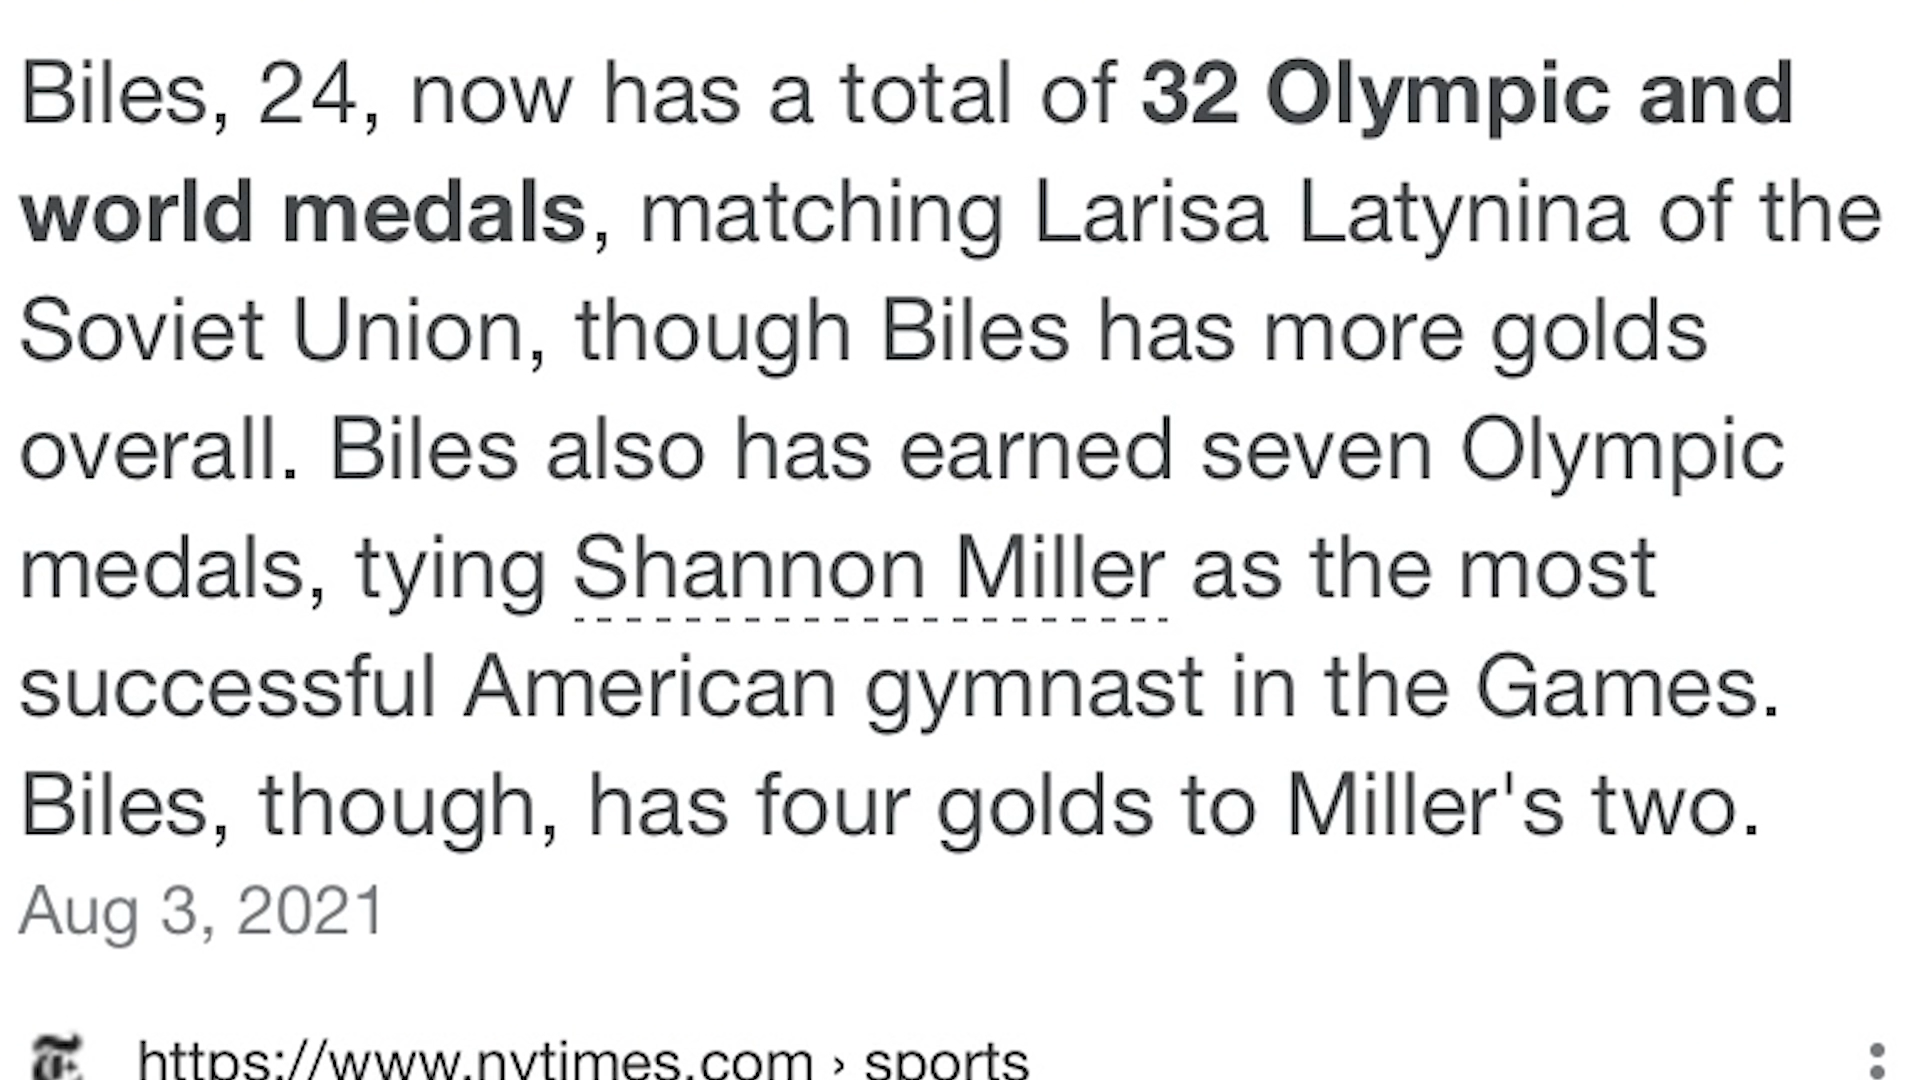 Biles, 24, now has a total of 32 Olympic and
world medals, matching Larisa Latynina of the
Soviet Union, though Biles has more golds
overall. Biles also has earned seven Olympic
medals, tying Shannon Miller as the most
successful American gymnast in the Games.
Biles, though, has four golds to Miller's two.
Aug 3, 2021
https://www.nytimes.com › sports